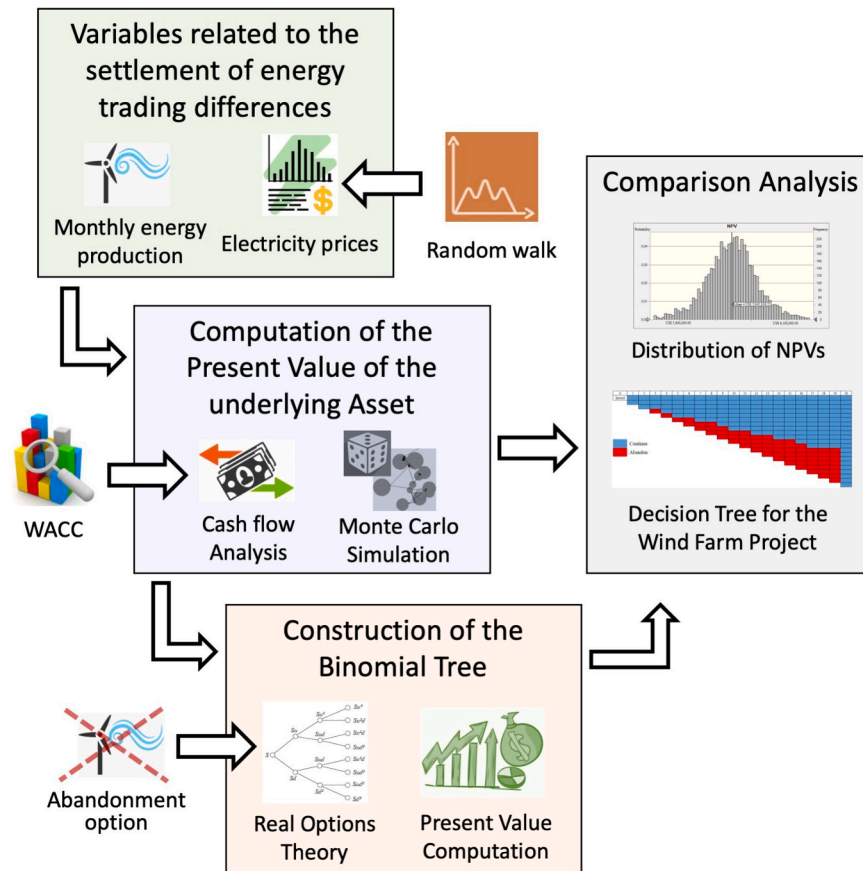 Variables related to the
settlement of energy
trading differences
Monthly energy
production
Electricity prices
Random walk
Computation of the
Present Value of the
underlying Asset
WACC
Cash flow
Analysis
Monte Carlo
Simulation
Construction of the
Binomial Tree
Abandonment
option
Real Options
Theory
Present Value
Computation
Comparison Analysis
NPV
Probability
Frequency
Distribution of NPVs
Decision Tree for the
Wind Farm Project